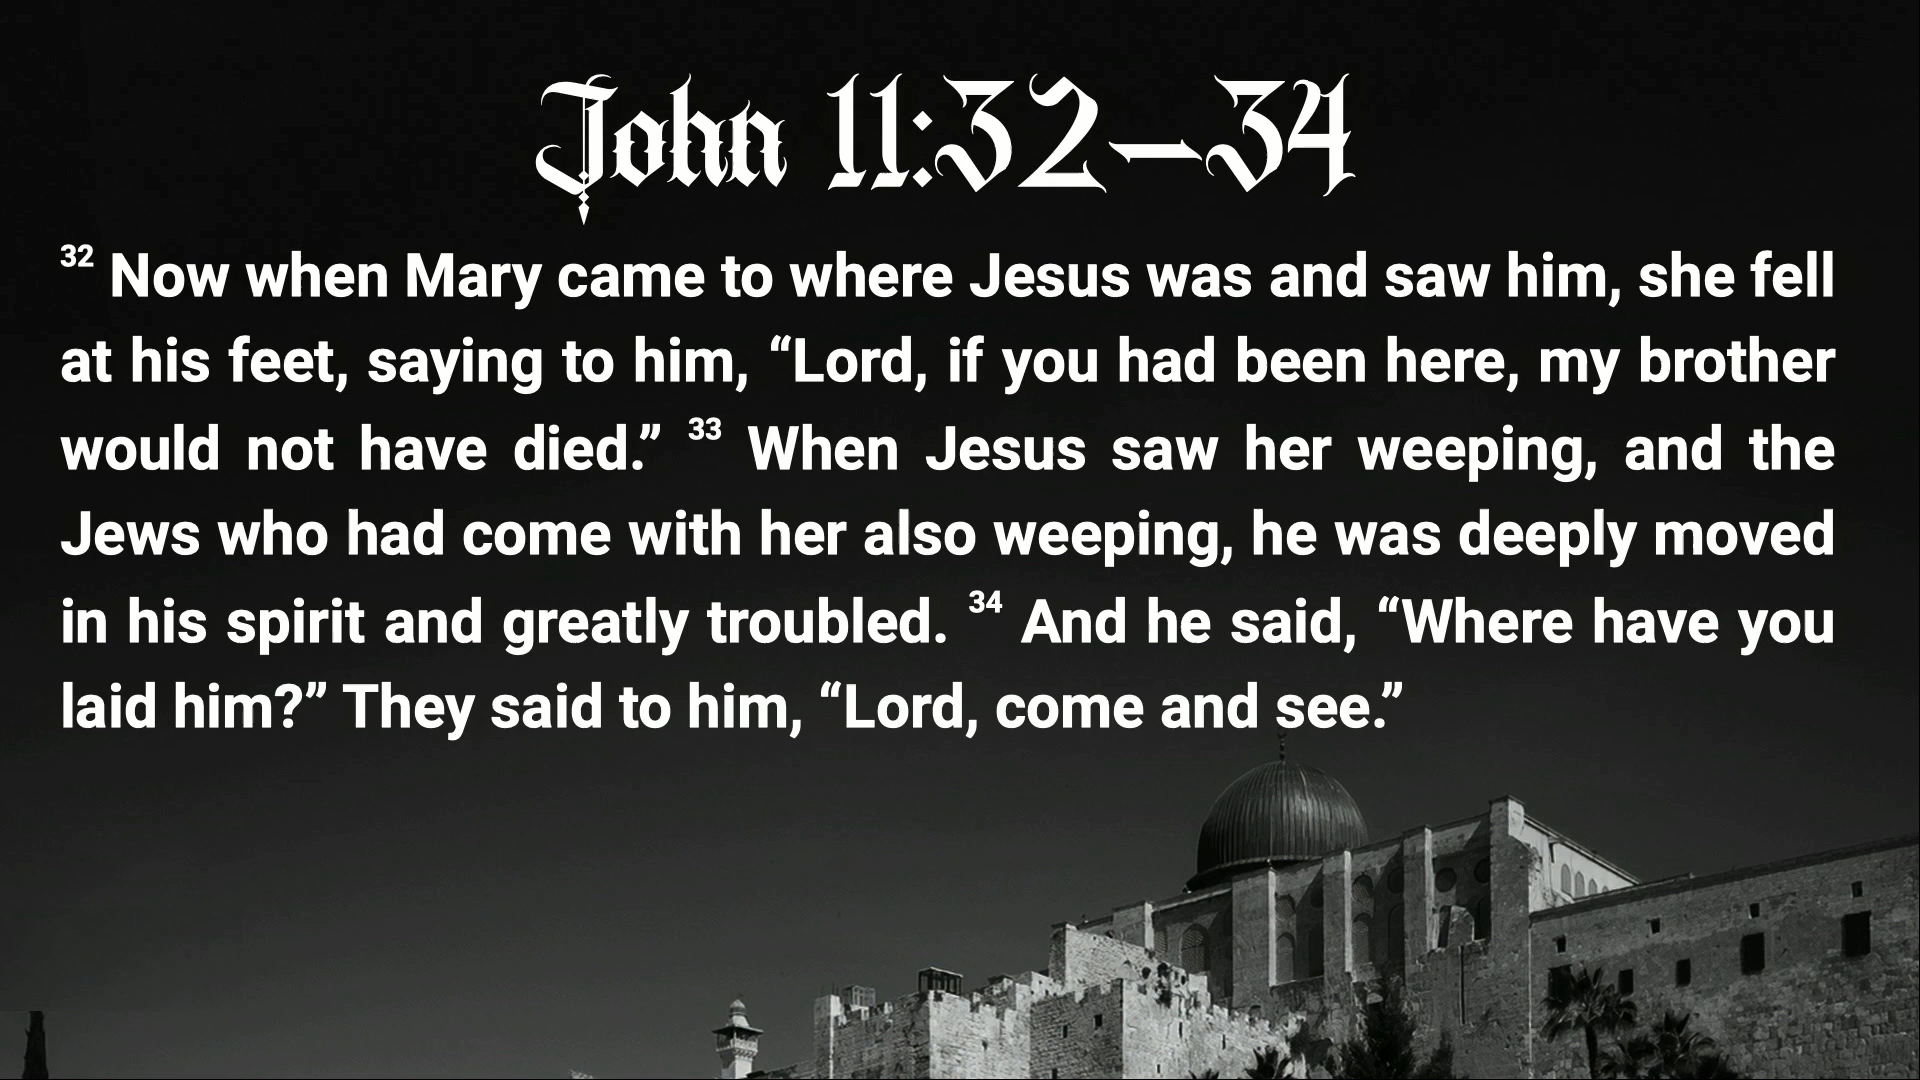 John 11:32–34
32 Now when Mary came to where Jesus was and saw him, she fell
at his feet, saying to him, “Lord, if you had been here, my brother
would not have died.” 33 When Jesus saw her weeping, and the
Jews who had come with her also weeping, he was deeply moved
in his spirit and greatly troubled. 34 And he said, “Where have you
laid him?” They said to him, “Lord, come and see.”